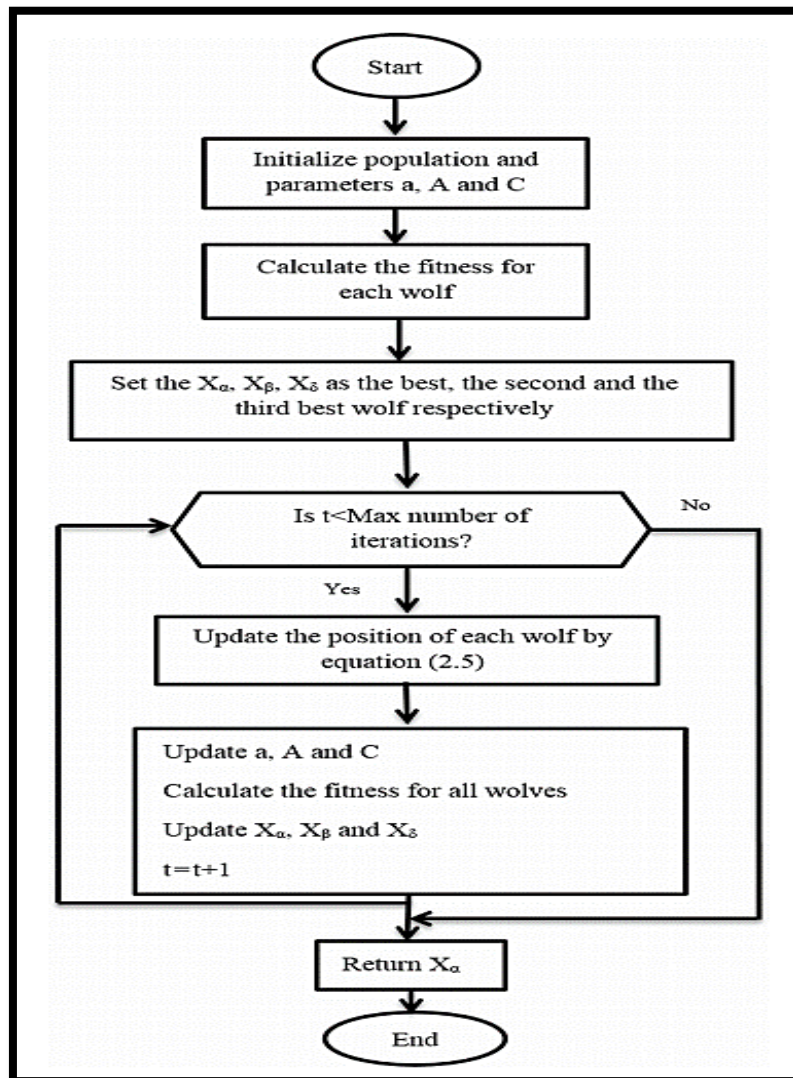 Start
Initialize population and
parameters a, A and C
Calculate the fitness for
each wolf
Set the Xα, Xβ, Xδ as the best, the second and the
third best wolf respectively
Is t<Max number of
iterations?
No
Yes
Update the position of each wolf by
equation (2.5)
Update a, A and C
Calculate the fitness for all wolves
Update Xα, Xβ and Xδ
t=t+1
Return Xα
End